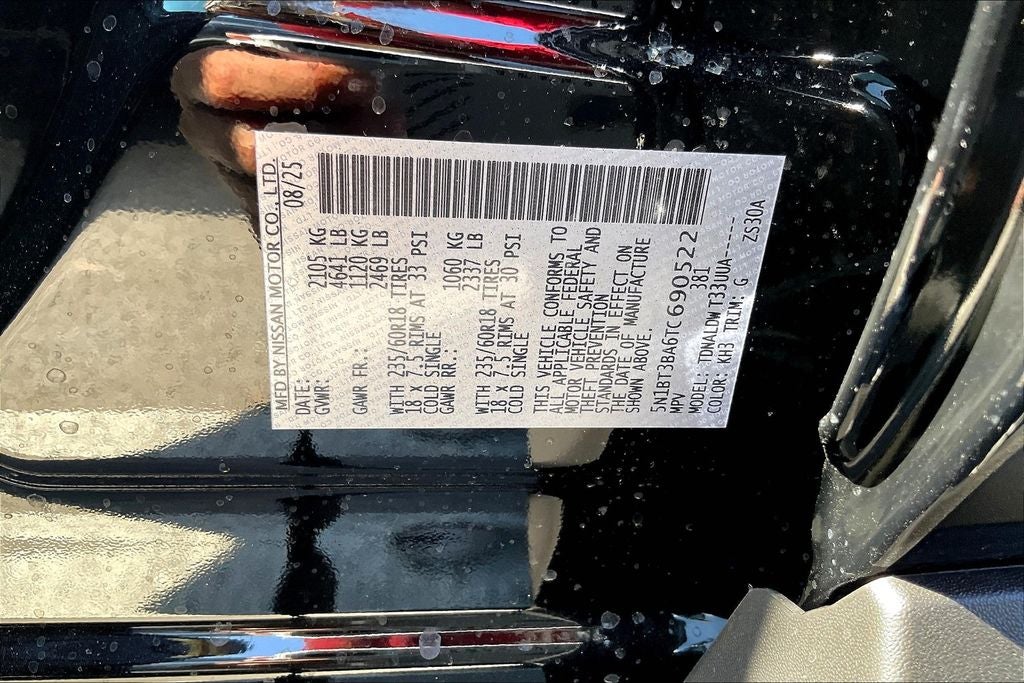 MFD BY NISSAN MOTOR CO., LTD.
DATE: 08/25
GVWR: 2105 KG
4641 LB
GAWR FR.: 1120 KG
2469 LB
WITH 235/60R18 TIRES
18 x 7.5 RIMS AT 33 PSI
COLD SINGLE
GAWR RR.: 1060 KG
2337 LB
WITH 235/60R18 TIRES
18 x 7.5 RIMS AT 30 PSI
COLD SINGLE
THIS VEHICLE CONFORMS TO
ALL APPLICABLE FEDERAL
MOTOR VEHICLE SAFETY AND
THEFT PREVENTION
STANDARDS IN EFFECT ON
THE DATE OF MANUFACTURE
SHOWN ABOVE.
5N1BT3BA6TC690522
MPV 381
MODEL: TDNALDWT33UUA-----
COLOR: KH3 TRIM: G ZS30A